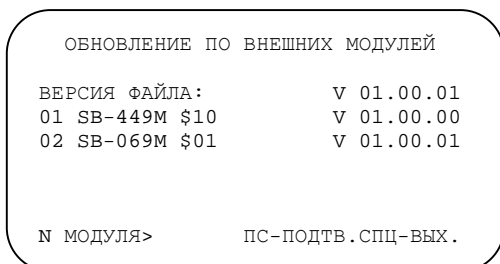 ОБНОВЛЕНИЕ ПО ВНЕШНИХ МОДУЛЕЙ
ВЕРСИЯ ФАЙЛА: V 01.00.01
01 SB-449M $10 V 01.00.00
02 SB-069M $01 V 01.00.01
N МОДУЛЯ> ПС-ПОДТВ.СПЦ-ВЫХ.